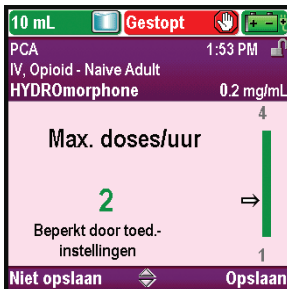 10 mL Gestopt
PCA 1:53 PM
IV, Opioid - Naive Adult
HYDROmorphone 0.2 mg/mL
4
Max. doses/uur
2
Beperkt door toed.-
instellingen
1
Niet opslaan Opslaan